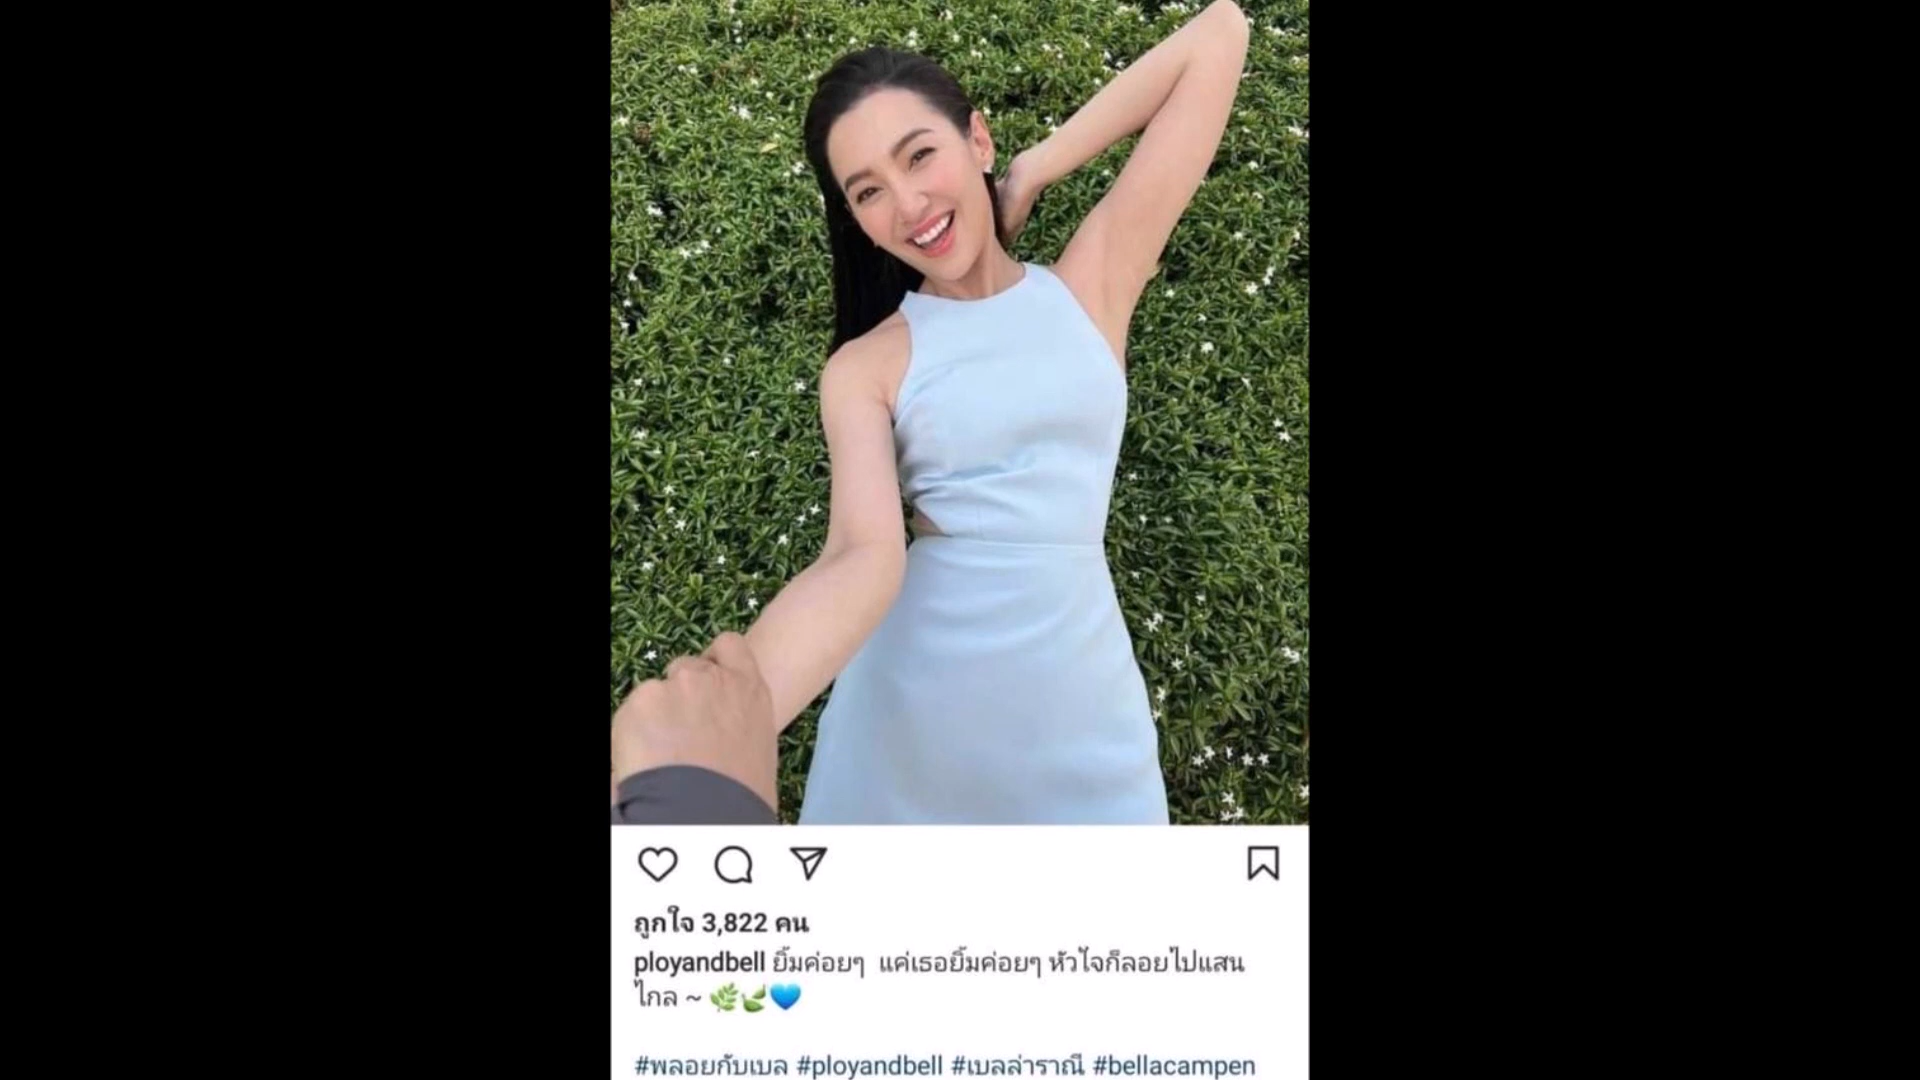 ถูกใจ 3,822 คน
ployandbell ยิ้มค่อยๆ แค่เธอยิ้มค่อยๆ หัวใจก็ลอยไปแสน
ไกล ~ 🌿🍃💙
#พลอยกับเบล #ployandbell #เบลล่าราณี #bellacampen